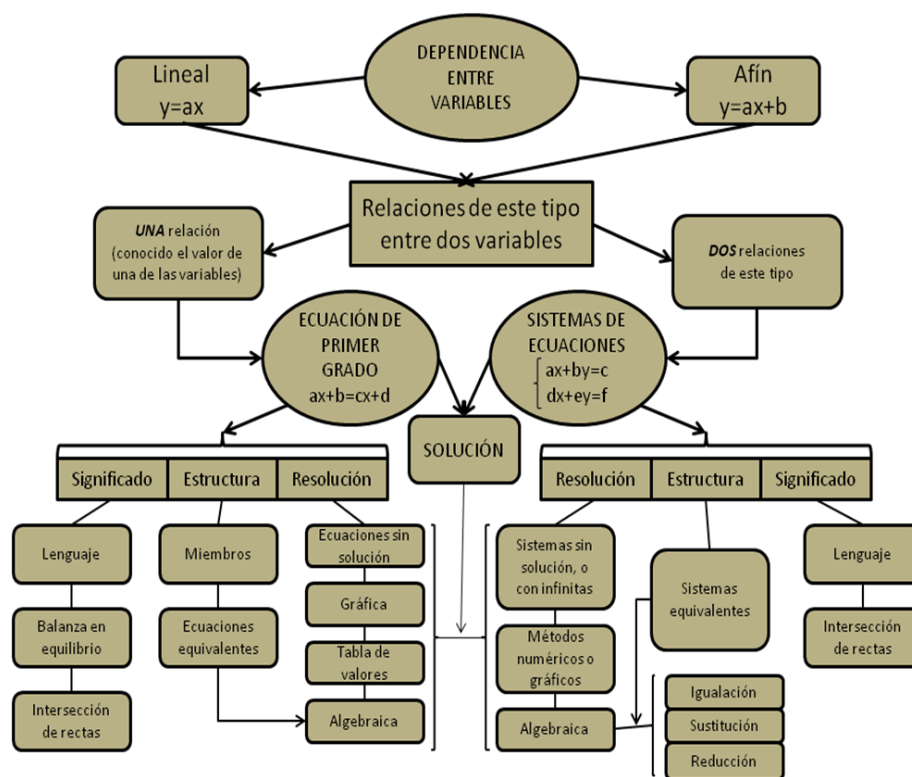 DEPENDENCIA
ENTRE
VARIABLES
Lineal
y=ax
Afín
y=ax+b
Relaciones de este tipo
entre dos variables
UNA relación
(conocido el valor de
una de las variables)
DOS relaciones
de este tipo
ECUACIÓN DE
PRIMER
GRADO
ax+b=cx+d
SISTEMAS DE
ECUACIONES
ax+by=c
dx+ey=f
SOLUCIÓN
Significado
Estructura
Resolución
Resolución
Estructura
Significado
Lenguaje
Balanza en
equilibrio
Intersección
de rectas
Miembros
Ecuaciones
equivalentes
Ecuaciones sin
solución
Gráfica
Tabla de
valores
Algebraica
Sistemas sin
solución, o
con infinitas
Métodos
numéricos o
gráficos
Algebraica
Sistemas
equivalentes
Igualación
Sustitución
Reducción
Lenguaje
Intersección
de rectas